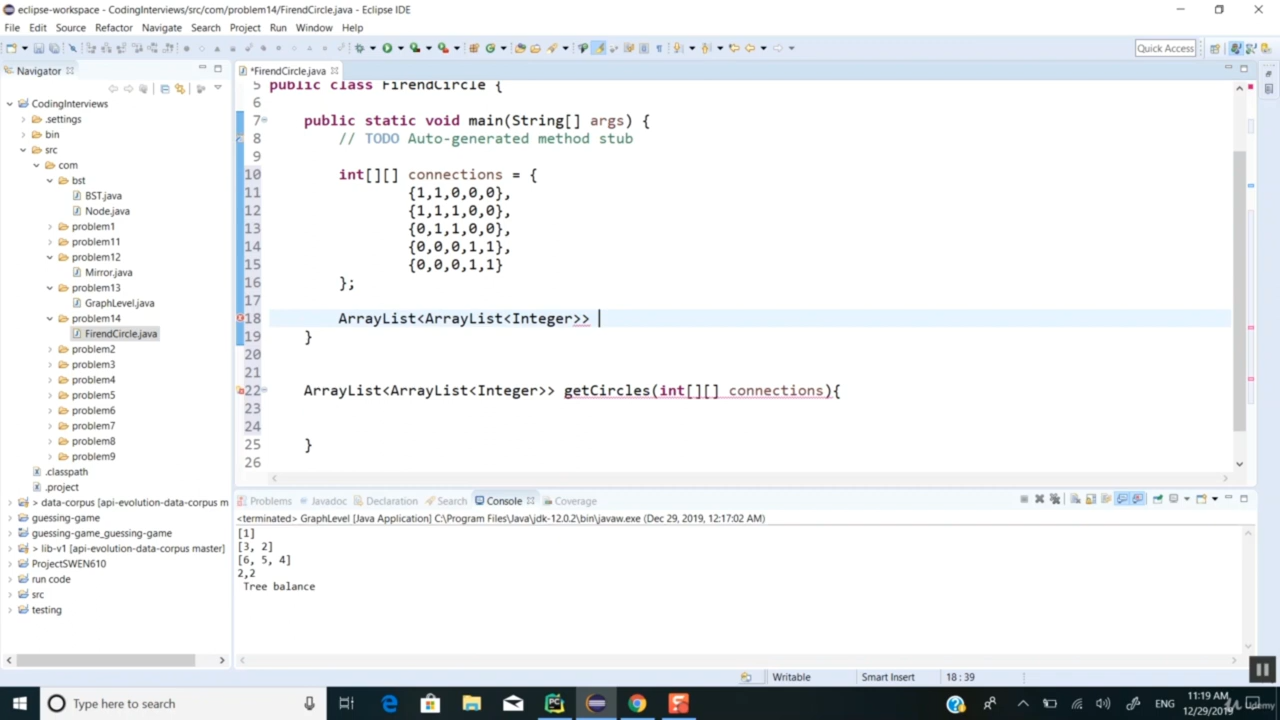 eclipse-workspace - CodingInterviews/src/com/problem14/FirendCircle.java - Eclipse IDE
File Edit Source Refactor Navigate Search Project Run Window Help
Quick Access
Navigator
*FirendCircle.java
CodingInterviews
.settings
bin
src
com
bst
BST.java
Node.java
problem1
problem11
problem12
Mirror.java
problem13
GraphLevel.java
problem14
FirendCircle.java
problem2
problem3
problem4
problem5
problem6
problem7
problem8
problem9
.classpath
.project
> data-corpus [api-evolution-data-corpus m
guessing-game
guessing-game_guessing-game
> lib-v1 [api-evolution-data-corpus master]
ProjectSWEN610
run code
src
testing
5 public class FirendCircle {
6
7 public static void main(String[] args) {
8 // TODO Auto-generated method stub
9
10 int[][] connections = {
11 {1,1,0,0,0},
12 {1,1,1,0,0},
13 {0,1,1,0,0},
14 {0,0,0,1,1},
15 {0,0,0,1,1}
16 };
17
18 ArrayList<ArrayList<Integer>>
19 }
20
21
22 ArrayList<ArrayList<Integer>> getCircles(int[][] connections){
23
24
25 }
26
Problems Javadoc Declaration Search Console Coverage
<terminated> GraphLevel [Java Application] C:\Program Files\Java\jdk-12.0.2\bin\javaw.exe (Dec 29, 2019, 12:17:02 AM)
[1]
[3, 2]
[6, 5, 4]
2,2
Tree balance
Writable Smart Insert 18 : 39
Type here to search
ENG
11:19 AM
12/29/2019
Udemy